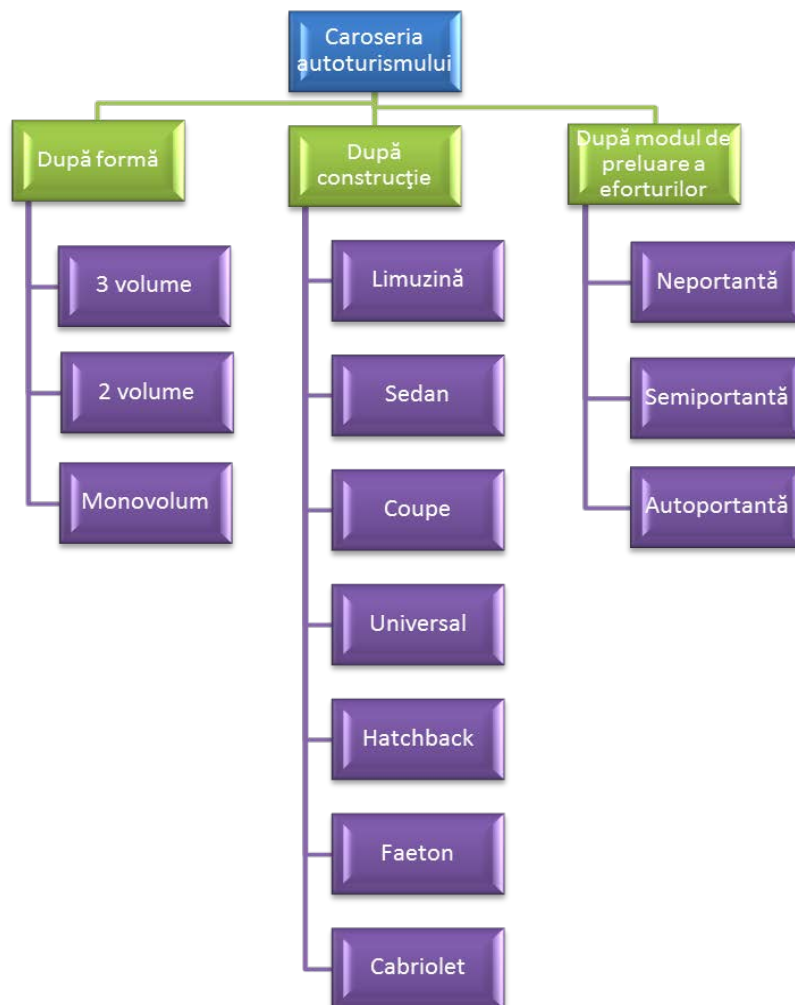 Caroseria
autoturismului
După formă
3 volume
2 volume
Monovolum
După
construcţie
Limuzină
Sedan
Coupe
Universal
Hatchback
Faeton
Cabriolet
După modul de
preluare a
eforturilor
Neportantă
Semiportantă
Autoportantă